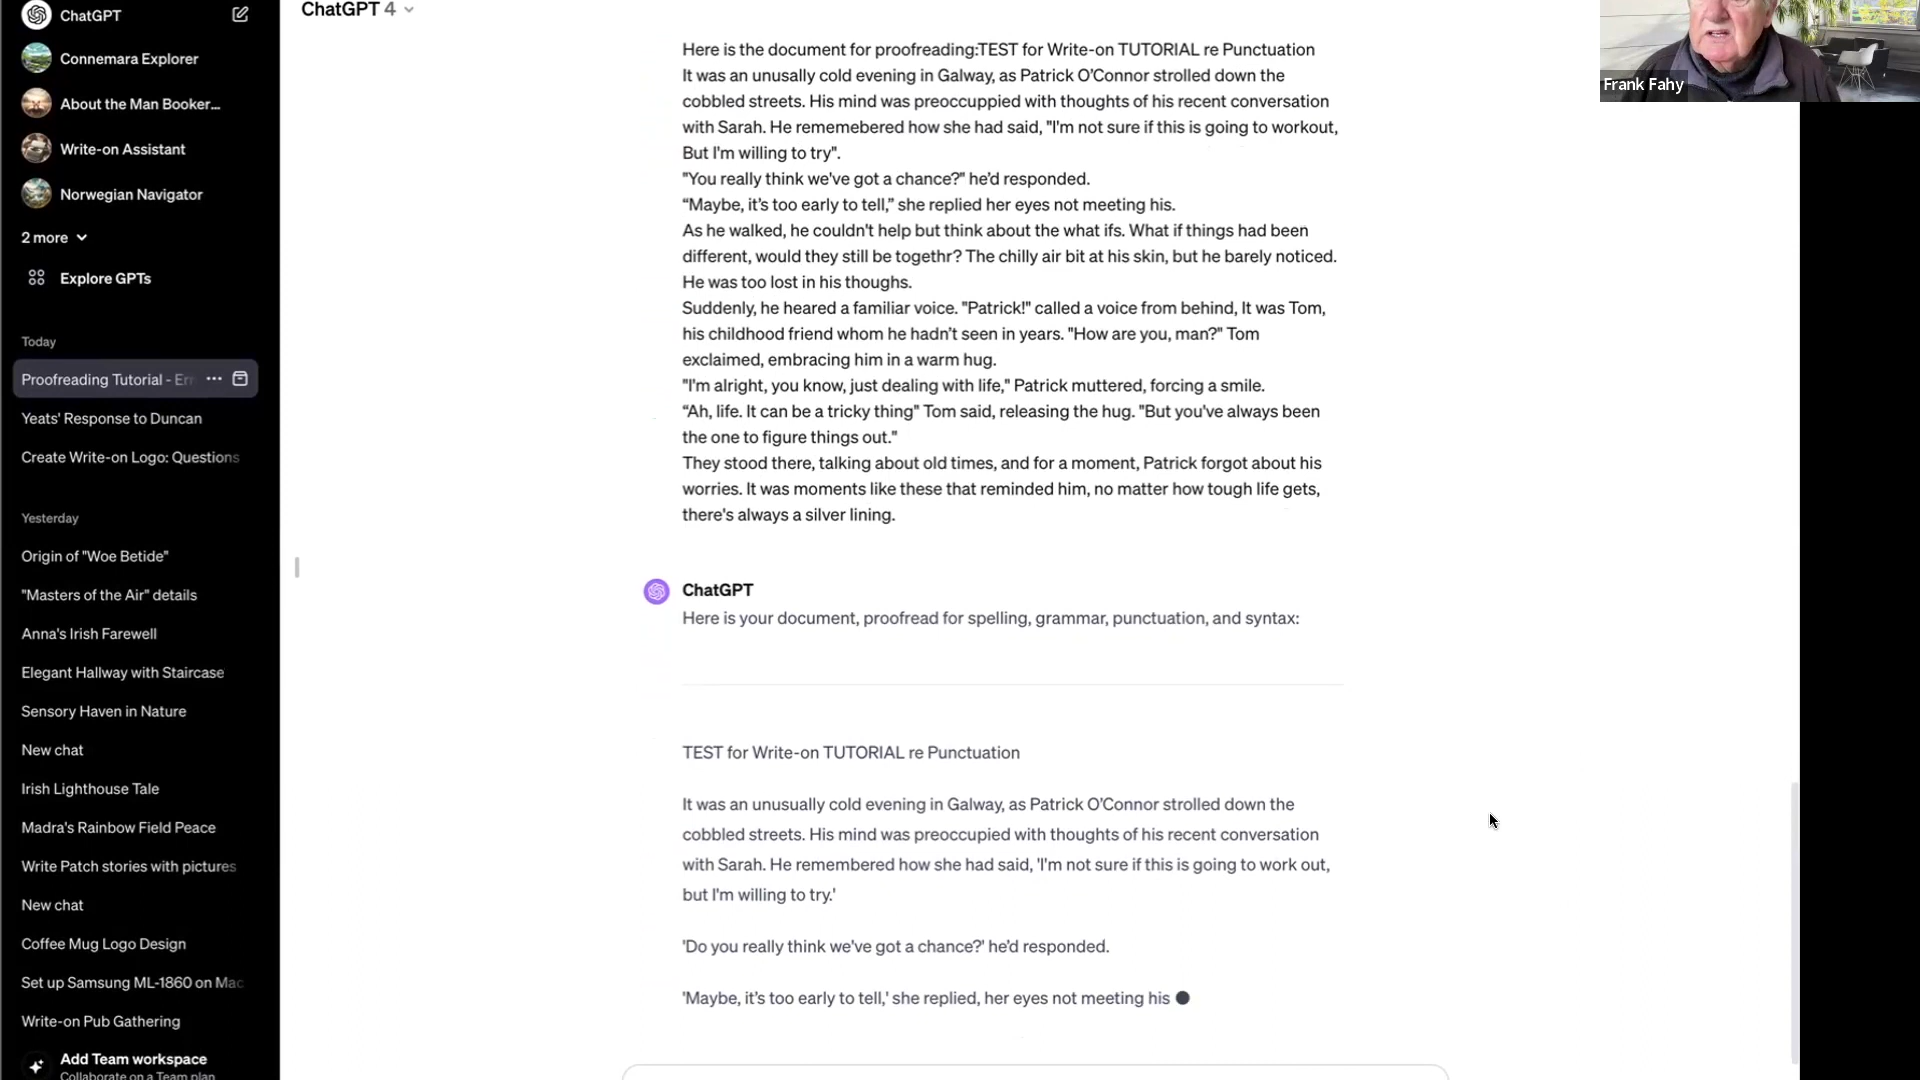 ChatGPT
Connemara Explorer
About the Man Booker...
Write-on Assistant
Norwegian Navigator
2 more
Explore GPTs
Today
Proofreading Tutorial - Err
Yeats' Response to Duncan
Create Write-on Logo: Questions
Yesterday
Origin of "Woe Betide"
"Masters of the Air" details
Anna's Irish Farewell
Elegant Hallway with Staircase
Sensory Haven in Nature
New chat
Irish Lighthouse Tale
Madra's Rainbow Field Peace
Write Patch stories with pictures
New chat
Coffee Mug Logo Design
Set up Samsung ML-1860 on Mac
Write-on Pub Gathering
Add Team workspace
Collaborate on a Team plan
ChatGPT 4
Here is the document for proofreading:TEST for Write-on TUTORIAL re Punctuation
It was an unusally cold evening in Galway, as Patrick O’Connor strolled down the
cobbled streets. His mind was preoccuppied with thoughts of his recent conversation
with Sarah. He rememebered how she had said, "I'm not sure if this is going to workout,
But I'm willing to try".
"You really think we've got a chance?" he’d responded.
“Maybe, it’s too early to tell,” she replied her eyes not meeting his.
As he walked, he couldn't help but think about the what ifs. What if things had been
different, would they still be togethr? The chilly air bit at his skin, but he barely noticed.
He was too lost in his thoughs.
Suddenly, he heared a familiar voice. "Patrick!" called a voice from behind, It was Tom,
his childhood friend whom he hadn’t seen in years. "How are you, man?" Tom
exclaimed, embracing him in a warm hug.
"I'm alright, you know, just dealing with life," Patrick muttered, forcing a smile.
“Ah, life. It can be a tricky thing" Tom said, releasing the hug. "But you've always been
the one to figure things out."
They stood there, talking about old times, and for a moment, Patrick forgot about his
worries. It was moments like these that reminded him, no matter how tough life gets,
there's always a silver lining.
ChatGPT
Here is your document, proofread for spelling, grammar, punctuation, and syntax:
TEST for Write-on TUTORIAL re Punctuation
It was an unusually cold evening in Galway, as Patrick O’Connor strolled down the
cobbled streets. His mind was preoccupied with thoughts of his recent conversation
with Sarah. He remembered how she had said, 'I'm not sure if this is going to work out,
but I'm willing to try.'
'Do you really think we've got a chance?' he’d responded.
'Maybe, it’s too early to tell,' she replied, her eyes not meeting his
Frank Fahy